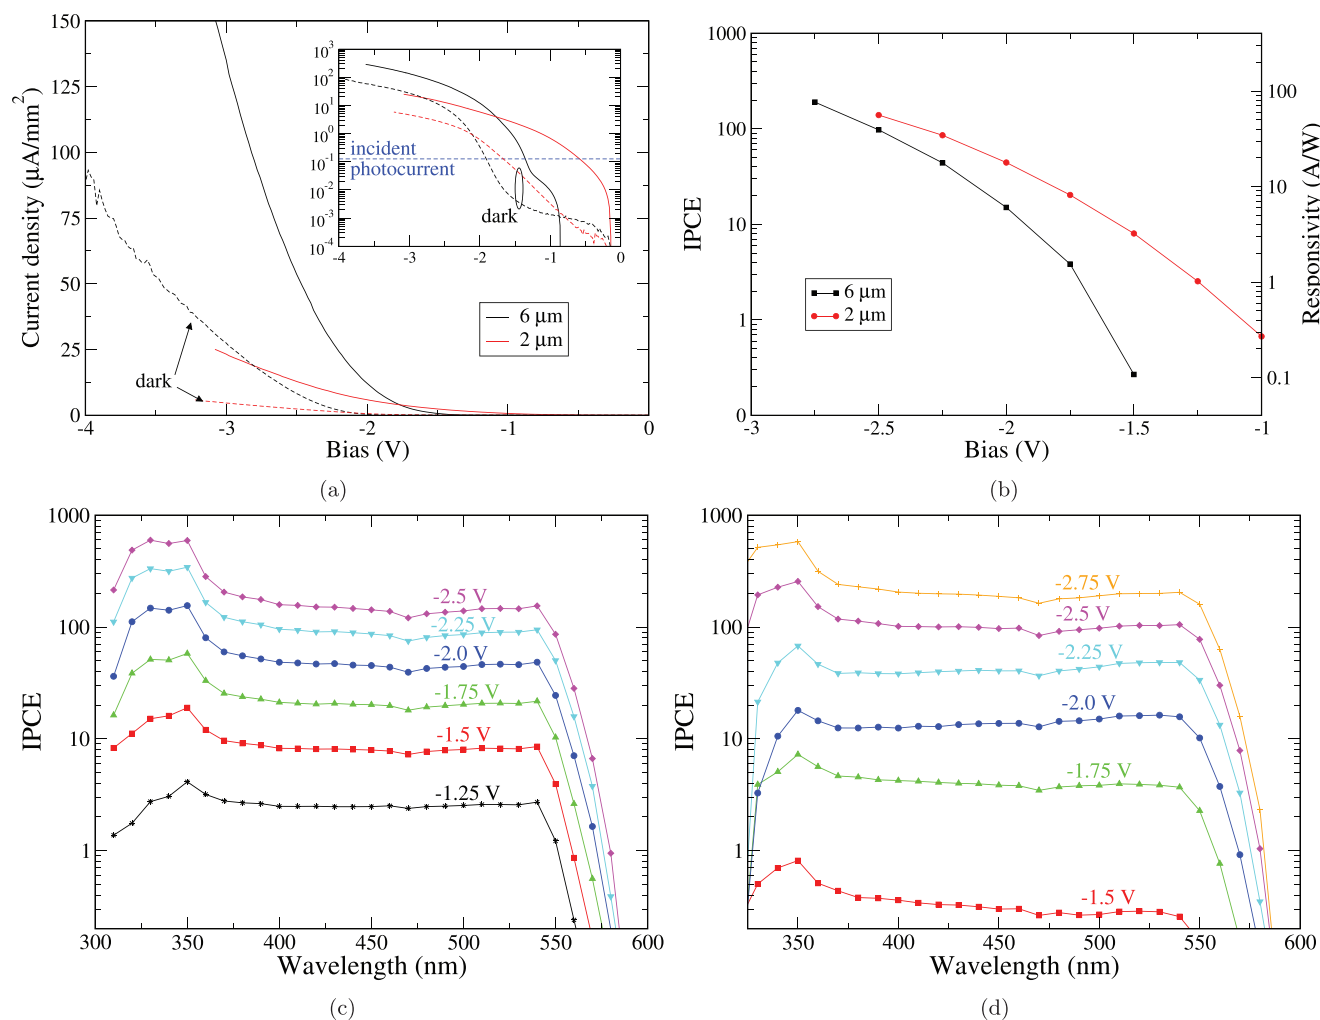 150
125
100
75
50
25
0
Current density (μA/mm²)
-4
-3
-2
-1
0
Bias (V)
10³
10²
10¹
10⁰
10⁻¹
10⁻²
10⁻³
10⁻⁴
-4
-3
-2
-1
0
incident
photocurrent
dark
6 μm
2 μm
dark
(a)
1000
100
10
1
0
IPCE
100
10
1
0.1
Responsivity (A/W)
6 μm
2 μm
-3
-2.5
-2
-1.5
-1
Bias (V)
(b)
1000
100
10
1
IPCE
-2.5 V
-2.25 V
-2.0 V
-1.75 V
-1.5 V
-1.25 V
300
350
400
450
500
550
600
Wavelength (nm)
(c)
1000
100
10
1
IPCE
-2.75 V
-2.5 V
-2.25 V
-2.0 V
-1.75 V
-1.5 V
350
400
450
500
550
600
Wavelength (nm)
(d)